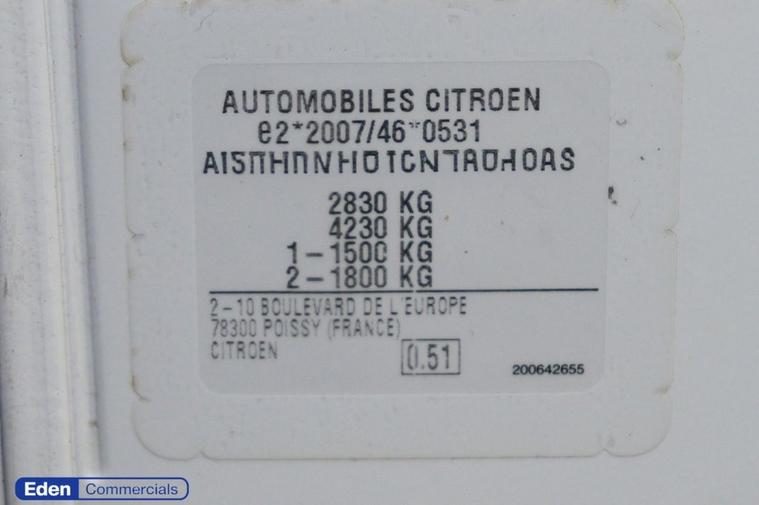 AUTOMOBILES CITROEN
e2*2007/46*0531
2830 KG
4230 KG
1-1500 KG
2-1800 KG
2-10 BOULEVARD DE L'EUROPE
78300 POISSY (FRANCE)
CITROEN
0.51
200642655
Eden Commercials